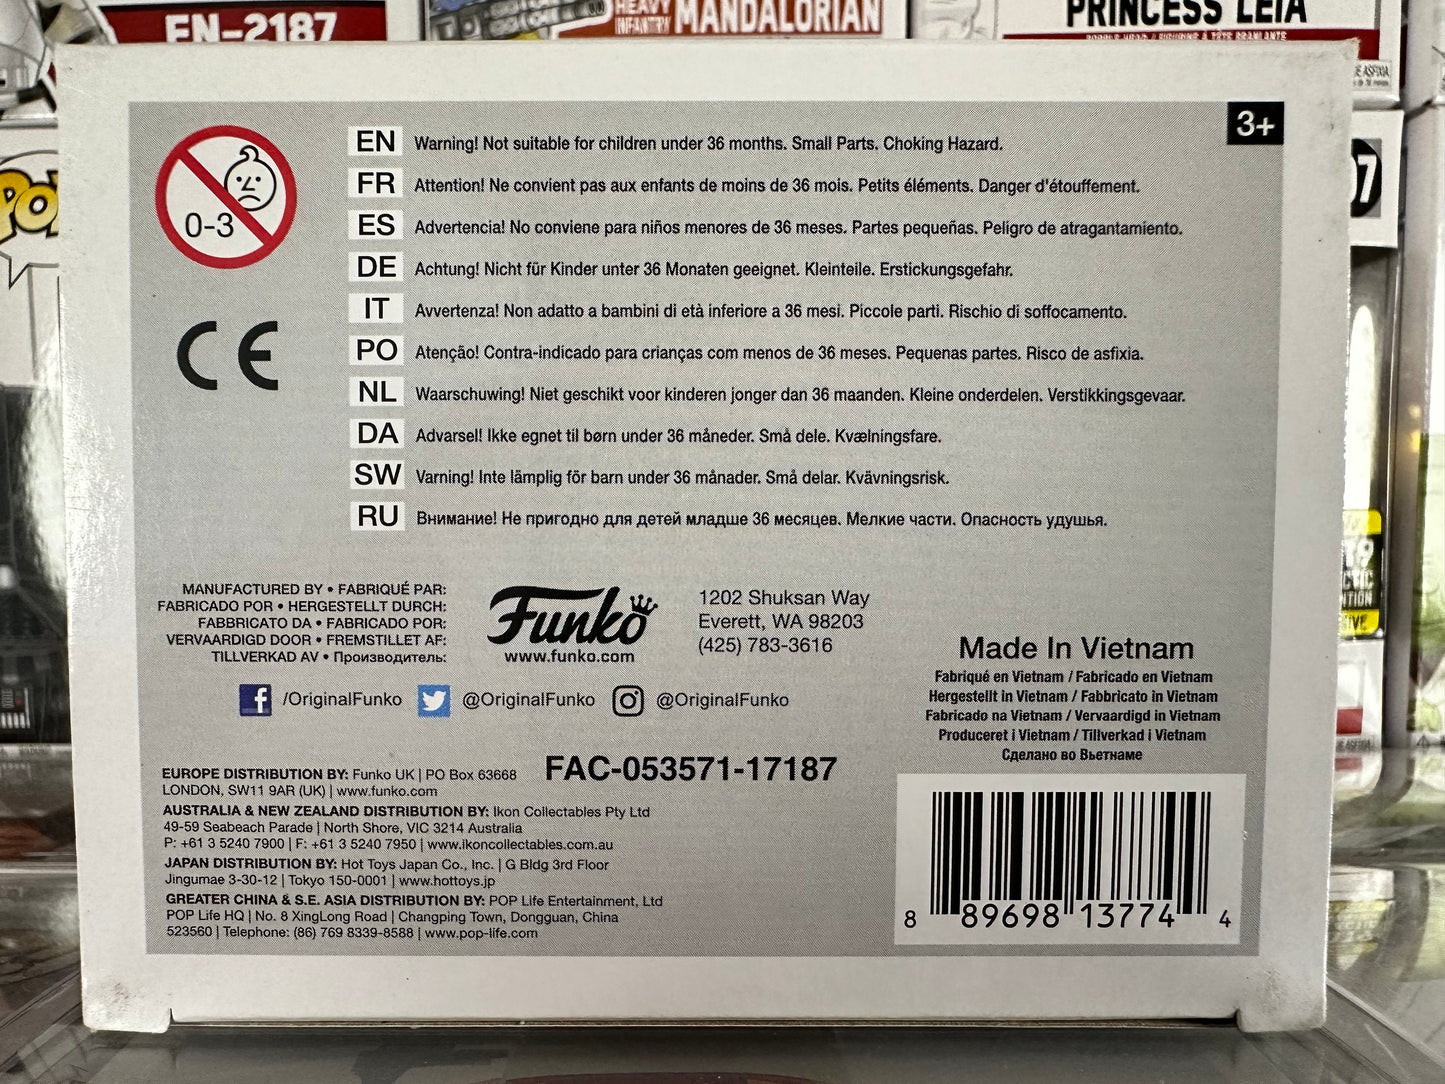 FN-2187
HEAVY
INFANTRY
MANDALORIAN
PRINCESS LEIA
3+
0-3
EN Warning! Not suitable for children under 36 months. Small Parts. Choking Hazard.
FR Attention! Ne convient pas aux enfants de moins de 36 mois. Petits éléments. Danger d'étouffement.
ES Advertencia! No conviene para niños menores de 36 meses. Partes pequeñas. Peligro de atragantamiento.
DE Achtung! Nicht für Kinder unter 36 Monaten geeignet. Kleinteile. Erstickungsgefahr.
IT Avvertenza! Non adatto a bambini di età inferiore a 36 mesi. Piccole parti. Rischio di soffocamento.
PO Atenção! Contra-indicado para crianças com menos de 36 meses. Pequenas partes. Risco de asfixia.
NL Waarschuwing! Niet geschikt voor kinderen jonger dan 36 maanden. Kleine onderdelen. Verstikkingsgevaar.
DA Advarsel! Ikke egnet til børn under 36 måneder. Små dele. Kvælningsfare.
SW Varning! Inte lämplig för barn under 36 månader. Små delar. Kvävningsrisk.
RU Внимание! Не пригодно для детей младше 36 месяцев. Мелкие части. Опасность удушья.
CE
MANUFACTURED BY • FABRIQUÉ PAR:
FABRICADO POR • HERGESTELLT DURCH:
FABBRICATO DA • FABRICADO POR:
VERVAARDIGD DOOR • FREMSTILLET AF:
TILLVERKAD AV • Производитель:
Funko
www.funko.com
1202 Shuksan Way
Everett, WA 98203
(425) 783-3616
/OriginalFunko @OriginalFunko @OriginalFunko
Made In Vietnam
Fabriqué en Vietnam / Fabricado en Vietnam
Hergestellt in Vietnam / Fabbricato in Vietnam
Fabricado na Vietnam / Vervaardigd in Vietnam
Produceret i Vietnam / Tillverkad i Vietnam
Сделано во Вьетнаме
FAC-053571-17187
EUROPE DISTRIBUTION BY: Funko UK | PO Box 63668
LONDON, SW11 9AR (UK) | www.funko.com
AUSTRALIA & NEW ZEALAND DISTRIBUTION BY: Ikon Collectables Pty Ltd
49-59 Seabeach Parade | North Shore, VIC 3214 Australia
P: +61 3 5240 7900 | F: +61 3 5240 7950 | www.ikoncollectables.com.au
JAPAN DISTRIBUTION BY: Hot Toys Japan Co., Inc. | G Bldg 3rd Floor
Jingumae 3-30-12 | Tokyo 150-0001 | www.hottoys.jp
GREATER CHINA & S.E. ASIA DISTRIBUTION BY: POP Life Entertainment, Ltd
POP Life HQ | No. 8 XingLong Road | Changping Town, Dongguan, China
523560 | Telephone: (86) 769 8339-8588 | www.pop-life.com
8 89698 13774 4